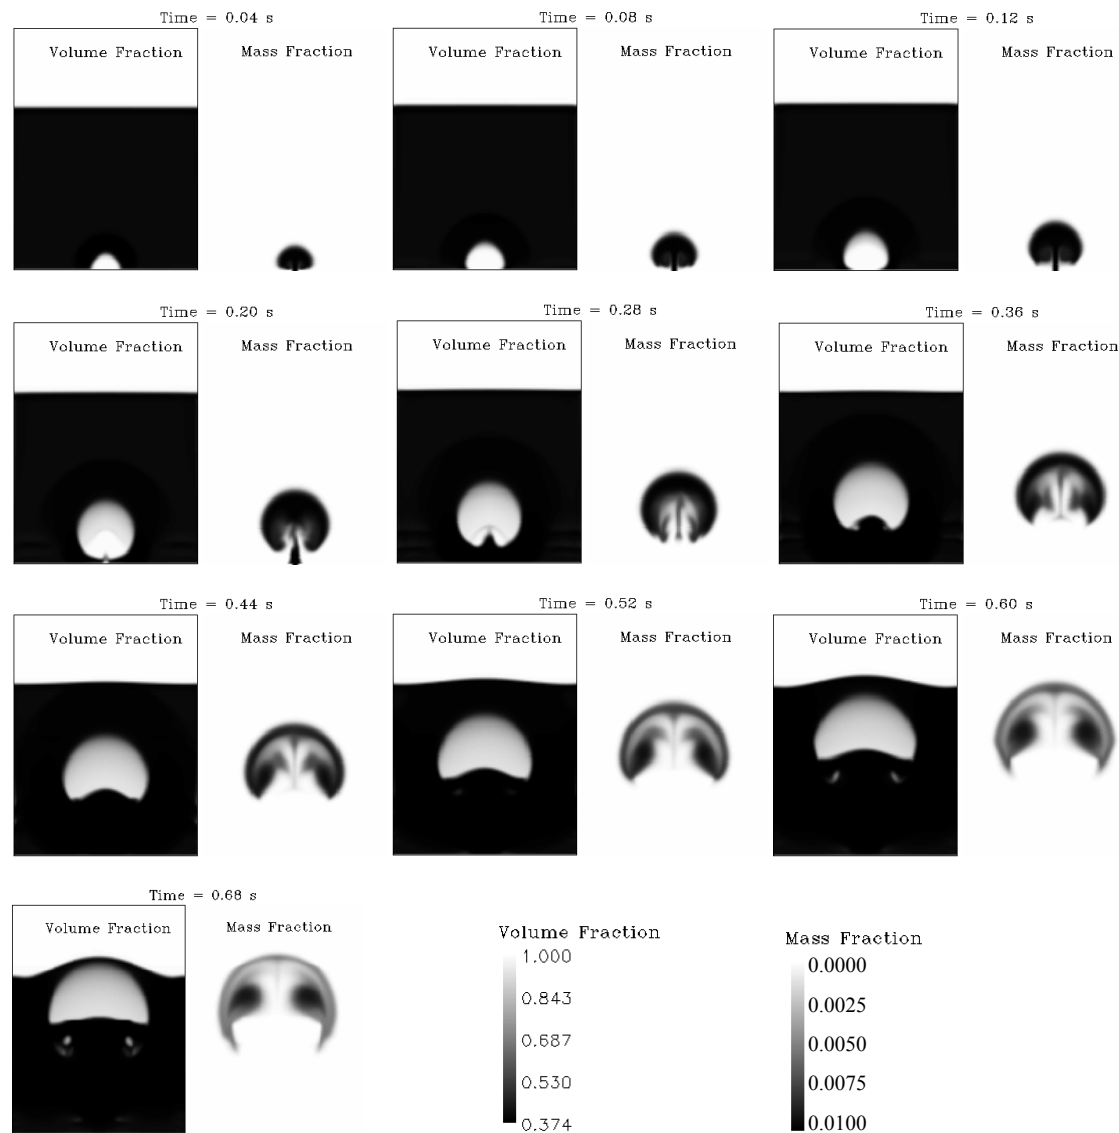 Time = 0.04 s
Volume Fraction Mass Fraction
Time = 0.08 s
Volume Fraction Mass Fraction
Time = 0.12 s
Volume Fraction Mass Fraction
Time = 0.20 s
Volume Fraction Mass Fraction
Time = 0.28 s
Volume Fraction Mass Fraction
Time = 0.36 s
Volume Fraction Mass Fraction
Time = 0.44 s
Volume Fraction Mass Fraction
Time = 0.52 s
Volume Fraction Mass Fraction
Time = 0.60 s
Volume Fraction Mass Fraction
Time = 0.68 s
Volume Fraction Mass Fraction
Volume Fraction
1.000
0.843
0.687
0.530
0.374
Mass Fraction
0.0000
0.0025
0.0050
0.0075
0.0100